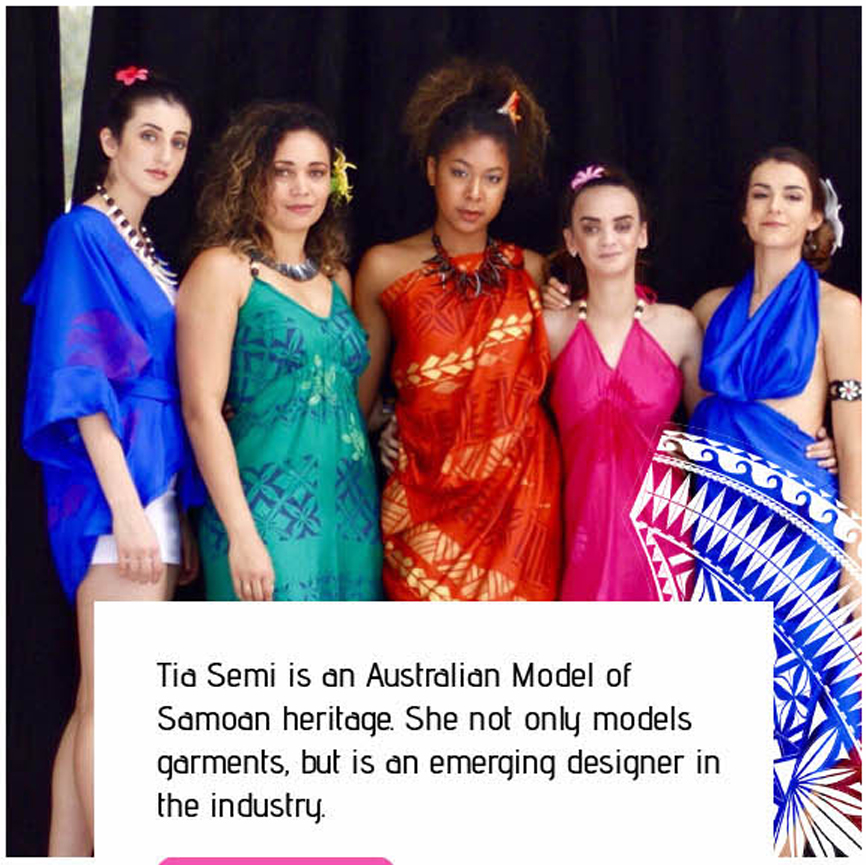 Tia Semi is an Australian Model of
Samoan heritage. She not only models
garments, but is an emerging designer in
the industry.